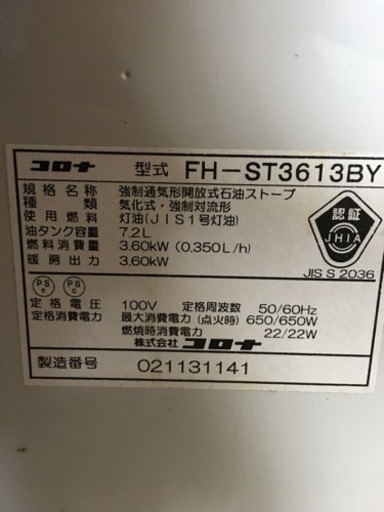 コロナ 型式 FH-ST3613BY
規格名称 強制通気形開放式石油ストーブ
種類 気化式・強制対流形
使用燃料 灯油(JIS1号灯油)
油タンク容量 7.2L
燃料消費量 3.60kW (0.350L/h)
暖房出力 3.60kW
認証
JHIA
JIS S 2036
PS E PS C
定格電圧 100V 定格周波数 50/60Hz
定格消費電力 最大消費電力(点火時) 650/650W
燃焼時消費電力 22/22W
株式会社 コロナ
製造番号 021131141